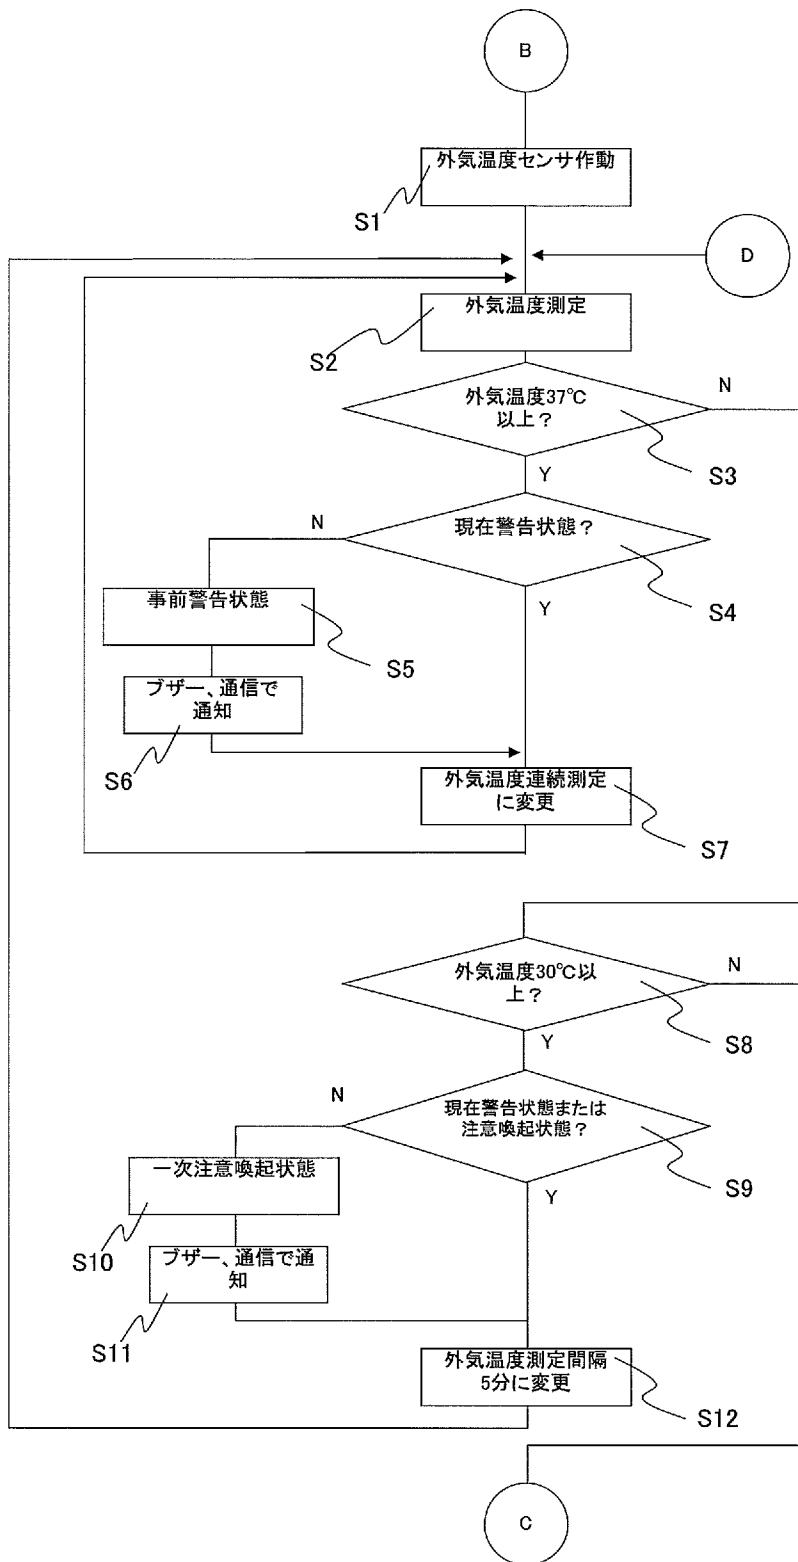 B
外気温度センサ作動
S1
D
外気温度測定
S2
外気温度37℃
以上？
N
S3
Y
現在警告状態？
N
S4
Y
事前警告状態
S5
ブザー、通信で
通知
S6
外気温度連続測定
に変更
S7
外気温度30℃以
上？
N
S8
Y
現在警告状態または
注意喚起状態？
N
S9
Y
一次注意喚起状態
S10
ブザー、通信で通
知
S11
外気温度測定間隔
5分に変更
S12
C